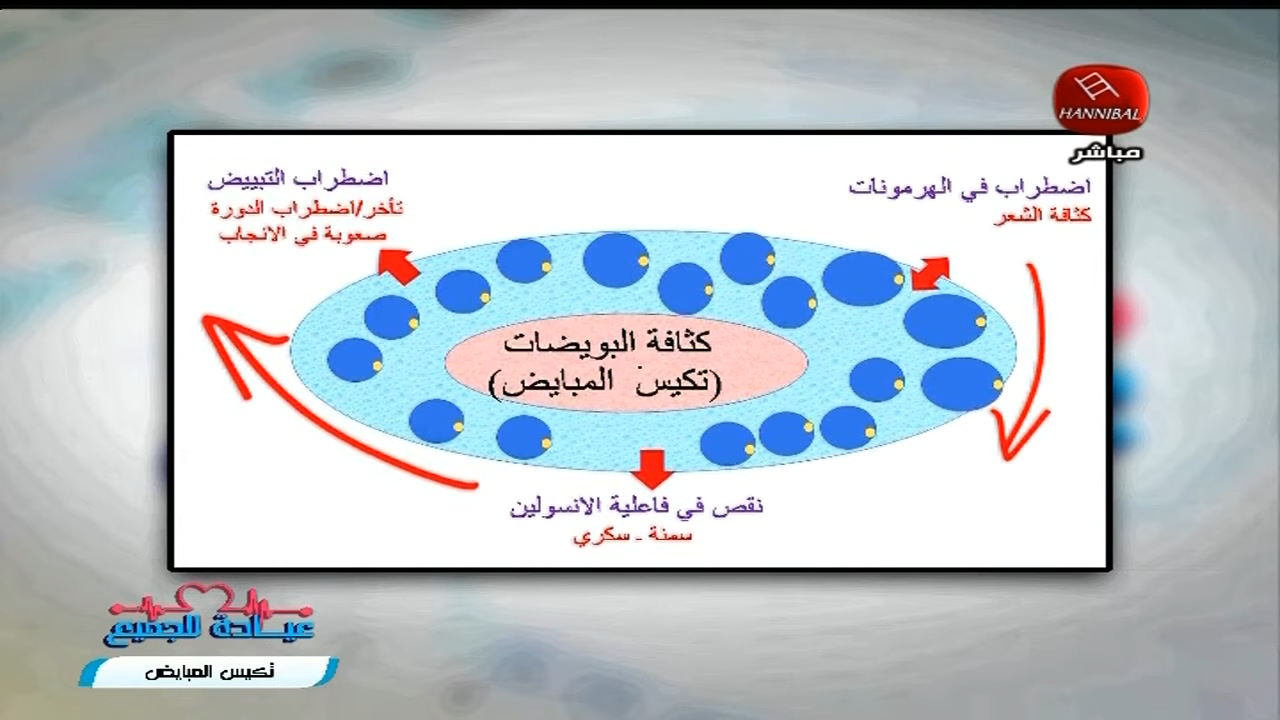 HANNIBAL
مباشر
اضطراب في الهرمونات
كثافة الشعر
اضطراب التبييض
تأخر/اضطراب الدورة
صعوبة في الانجاب
كثافة البويضات
(تكيس المبايض)
نقص في فاعلية الانسولين
سمنة - سكري
عيادة للجميع
تكيس المبايض